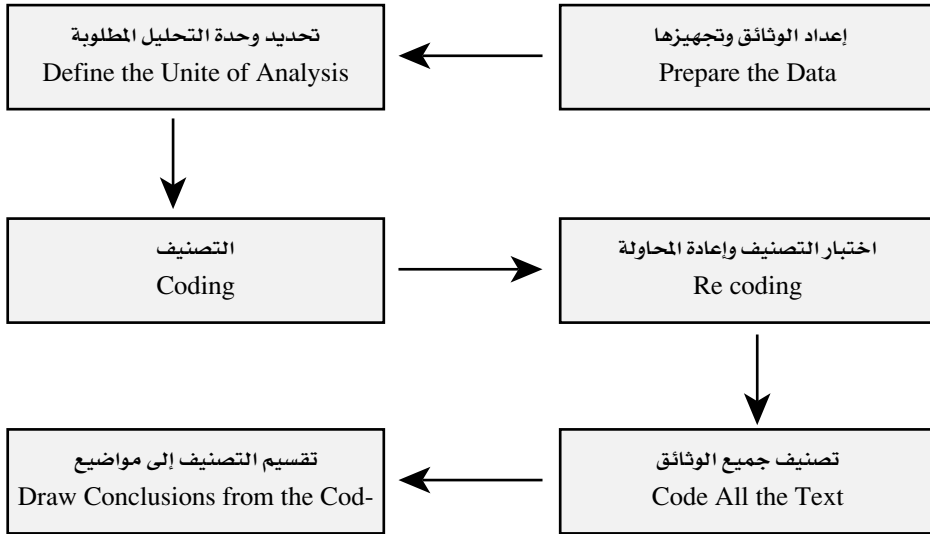 إعداد الوثائق وتجهيزها
Prepare the Data
تحديد وحدة التحليل المطلوبة
Define the Unite of Analysis
التصنيف
Coding
اختبار التصنيف وإعادة المحاولة
Re coding
تصنيف جميع الوثائق
Code All the Text
تقسيم التصنيف إلى مواضيع
Draw Conclusions from the Cod-